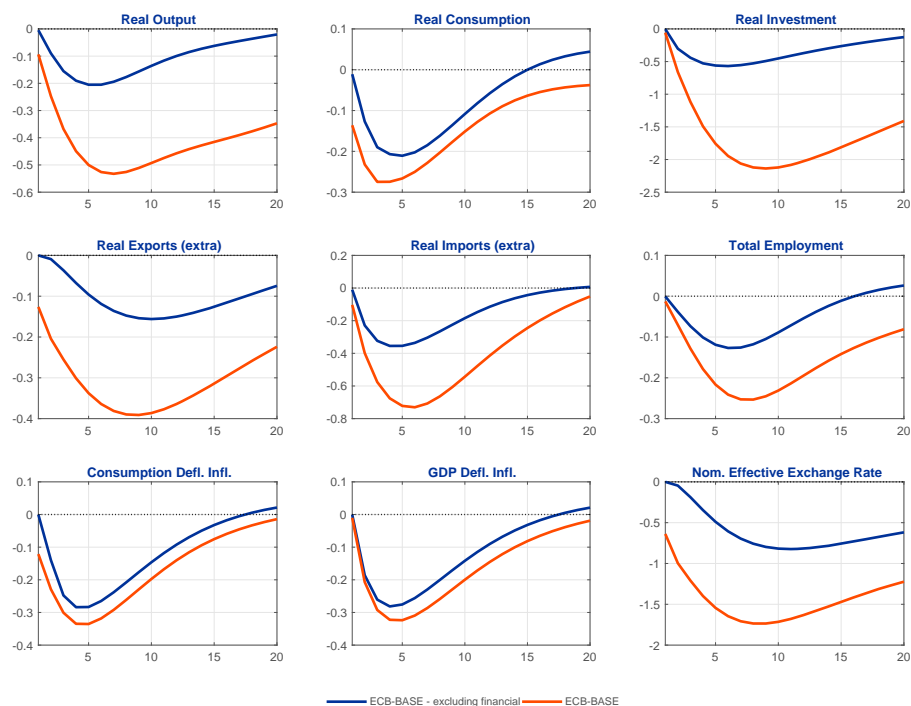 Real Output
0
-0.1
-0.2
-0.3
-0.4
-0.5
-0.6
5 10 15 20
Real Consumption
0.1
0
-0.1
-0.2
-0.3
5 10 15 20
Real Investment
0
-0.5
-1
-1.5
-2
-2.5
5 10 15 20
Real Exports (extra)
0
-0.1
-0.2
-0.3
-0.4
5 10 15 20
Real Imports (extra)
0.2
0
-0.2
-0.4
-0.6
-0.8
5 10 15 20
Total Employment
0.1
0
-0.1
-0.2
-0.3
5 10 15 20
Consumption Defl. Infl.
0.1
0
-0.1
-0.2
-0.3
-0.4
5 10 15 20
GDP Defl. Infl.
0.1
0
-0.1
-0.2
-0.3
-0.4
5 10 15 20
Nom. Effective Exchange Rate
0
-0.5
-1
-1.5
-2
5 10 15 20
ECB-BASE - excluding financial ECB-BASE